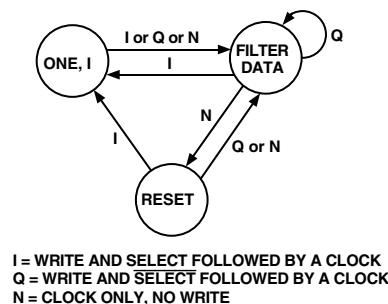 I or Q or N
ONE, I
I
FILTER
DATA
Q
N
I
Q or N
RESET
I = WRITE AND SELECT FOLLOWED BY A CLOCK
Q = WRITE AND SELECT FOLLOWED BY A CLOCK
N = CLOCK ONLY, NO WRITE